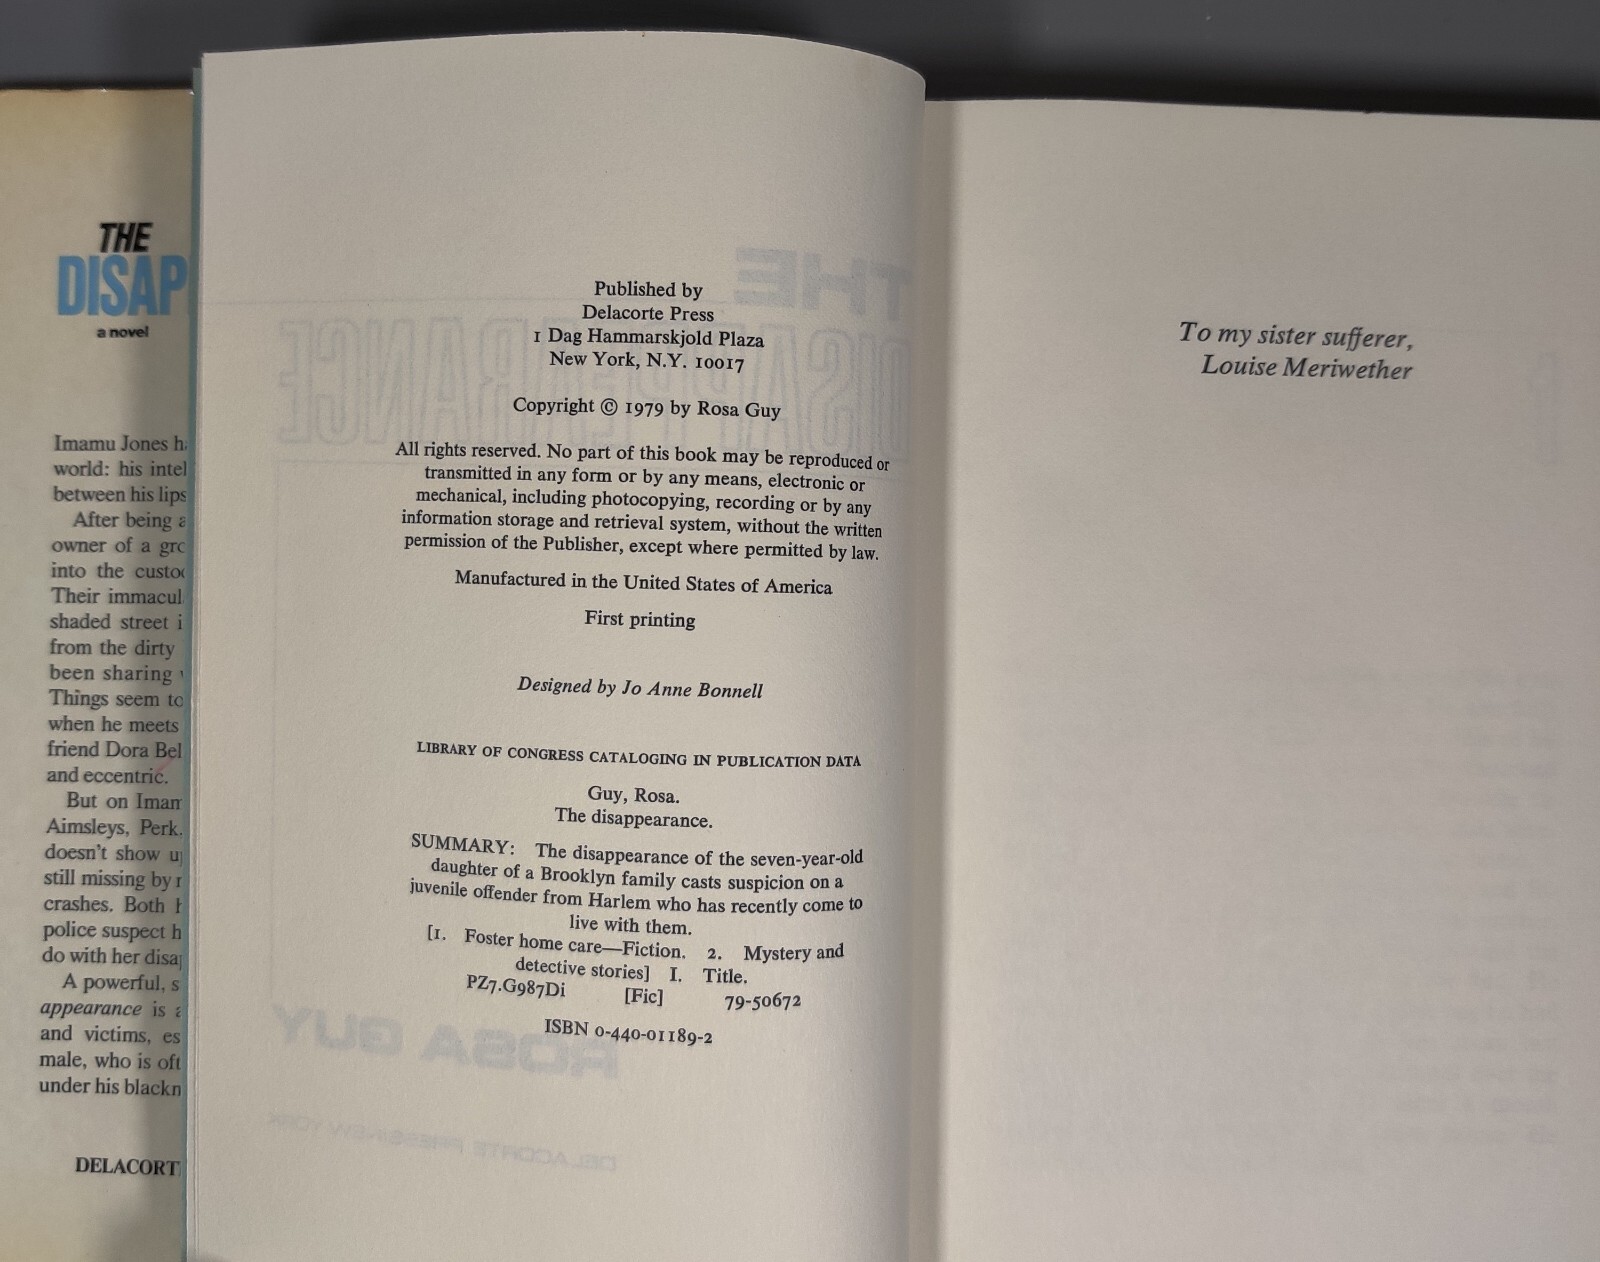 THE
DISAP
a novel
Imamu Jones h
world: his intel
between his lips
After being a
owner of a gro
into the custo
Their immacul
shaded street i
from the dirty
been sharing
Things seem to
when he meets
friend Dora Bel
and eccentric.
But on Imam
Aimsleys, Perk
doesn't show u
still missing by
crashes. Both
police suspect h
do with her disa
A powerful, s
appearance is a
and victims, es
male, who is oft
under his blackn
DELACORT
Published by
Delacorte Press
1 Dag Hammarskjold Plaza
New York, N.Y. 10017
Copyright © 1979 by Rosa Guy
All rights reserved. No part of this book may be reproduced or
transmitted in any form or by any means, electronic or
mechanical, including photocopying, recording or by any
information storage and retrieval system, without the written
permission of the Publisher, except where permitted by law.
Manufactured in the United States of America
First printing
Designed by Jo Anne Bonnell
LIBRARY OF CONGRESS CATALOGING IN PUBLICATION DATA
Guy, Rosa.
The disappearance.
SUMMARY: The disappearance of the seven-year-old
daughter of a Brooklyn family casts suspicion on a
juvenile offender from Harlem who has recently come to
live with them.
[1. Foster home care—Fiction. 2. Mystery and
detective stories] I. Title.
PZ7.G987Di [Fic] 79-50672
ISBN 0-440-01189-2
THE
DISAPPEARANCE
ROSA GUY
DELACORTE PRESS/NEW YORK
To my sister sufferer,
Louise Meriwether